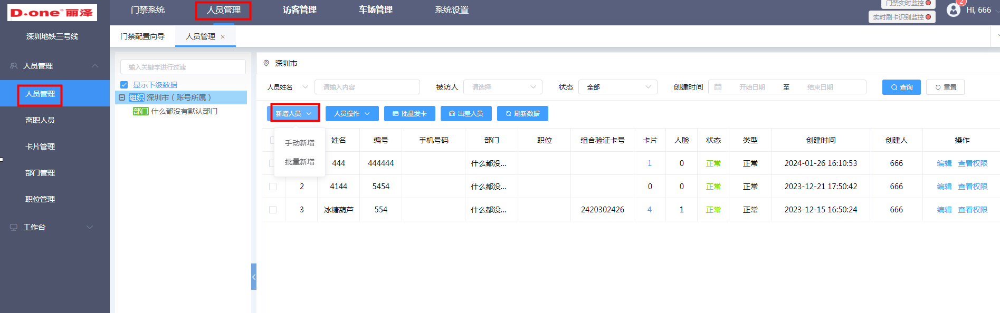 D-one® 丽泽
门禁系统 人员管理 访客管理 车场管理 系统设置
门禁实时监控
实时刷卡识别监控
2
Hi, 666
深圳地铁三号线
人员管理
人员管理
离职人员
卡片管理
部门管理
职位管理
工作台
门禁配置向导 人员管理 ×
输入关键字进行过滤
显示下级数据
组织 深圳市（账号所属）
部门 什么都没有默认部门
深圳市
人员姓名 请输入内容 被访人 请选择 状态 全部 创建时间 开始日期 至 结束日期 查询 重置
新增人员 人员操作 批量发卡 出差人员 刷新数据
手动新增
批量新增
姓名 编号 手机号码 部门 职位 组合验证卡号 卡片 人脸 状态 类型 创建时间 创建人 操作
444 444444 什么都没... 1 0 正常 正常 2024-01-26 16:10:53 666 编辑 查看权限
2 4144 5454 什么都没... 0 0 正常 正常 2023-12-21 17:50:42 666 编辑 查看权限
3 冰糖葫芦 554 什么都没... 2420302426 4 1 正常 正常 2023-12-15 16:50:24 666 编辑 查看权限